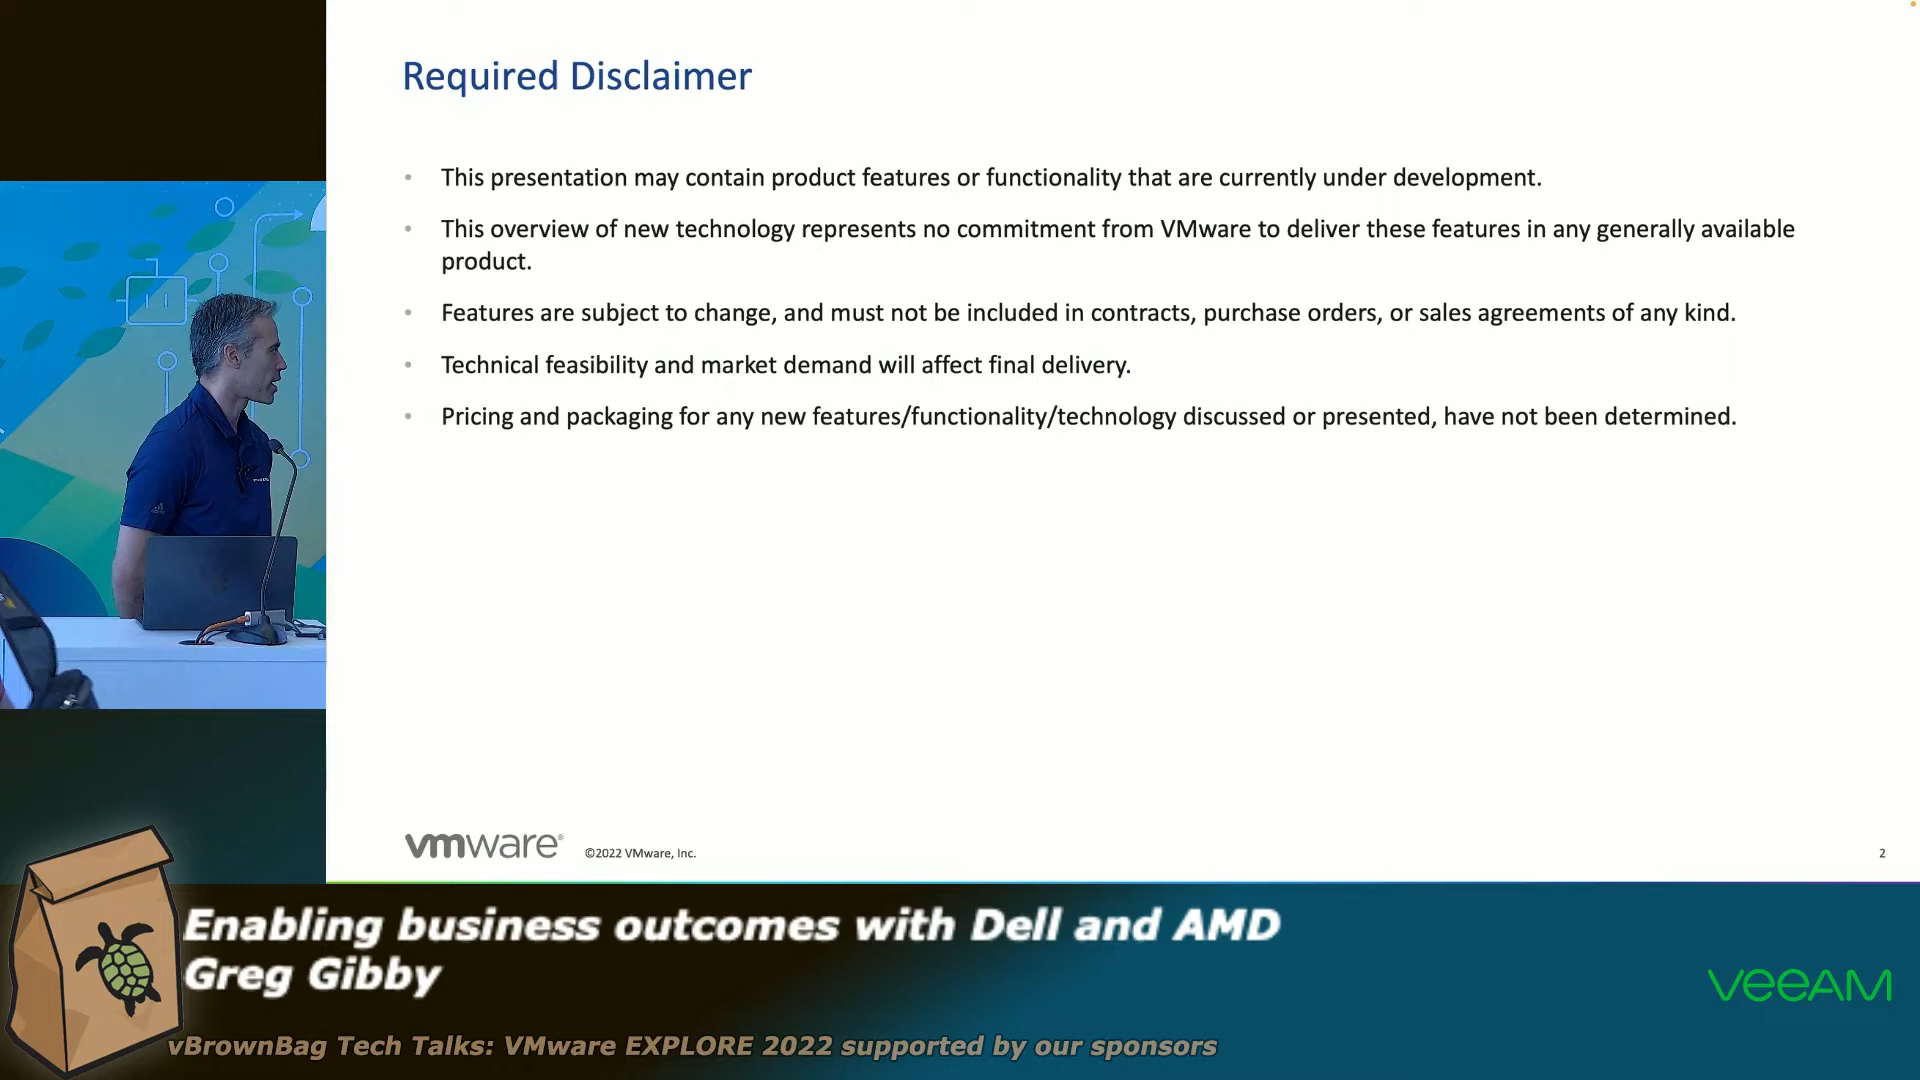 Required Disclaimer
• This presentation may contain product features or functionality that are currently under development.
• This overview of new technology represents no commitment from VMware to deliver these features in any generally available
product.
• Features are subject to change, and must not be included in contracts, purchase orders, or sales agreements of any kind.
• Technical feasibility and market demand will affect final delivery.
• Pricing and packaging for any new features/functionality/technology discussed or presented, have not been determined.
vmware® ©2022 VMware, Inc. 2
Enabling business outcomes with Dell and AMD
Greg Gibby
veeAM
vBrownBag Tech Talks: VMware EXPLORE 2022 supported by our sponsors